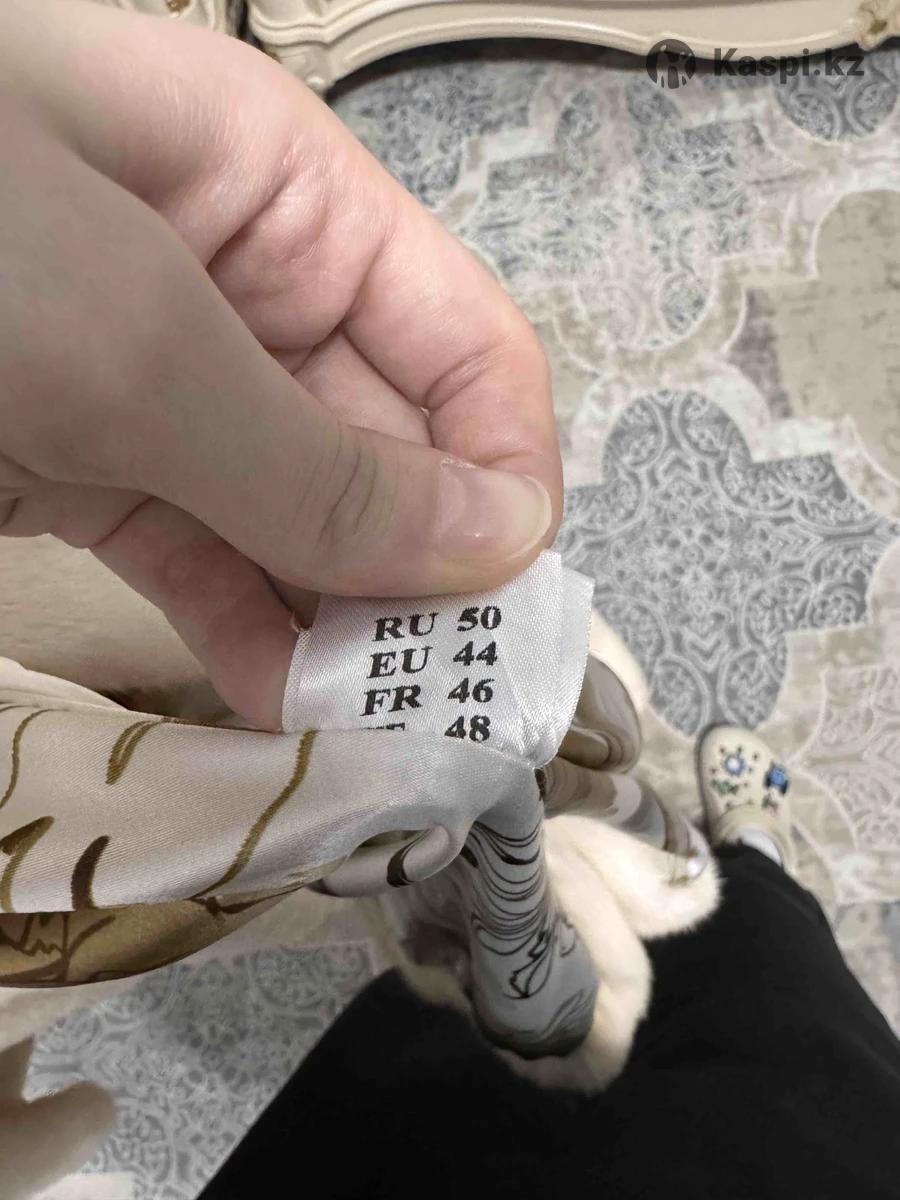 Kaspi.kz
RU 50
EU 44
FR 46
48